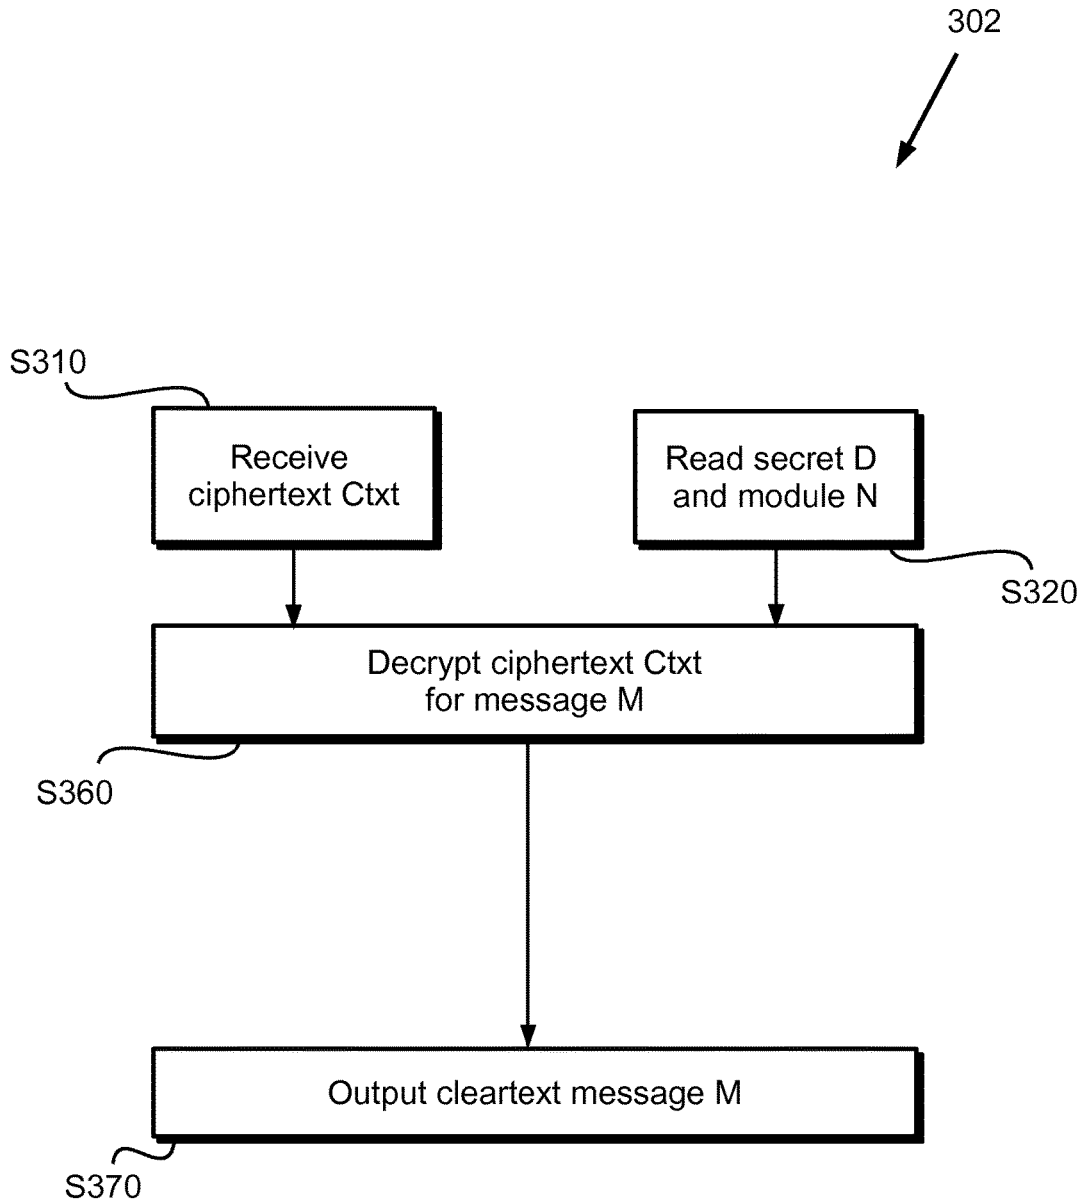 302
S310
Receive
ciphertext Ctxt
Read secret D
and module N
S320
Decrypt ciphertext Ctxt
for message M
S360
Output cleartext message M
S370